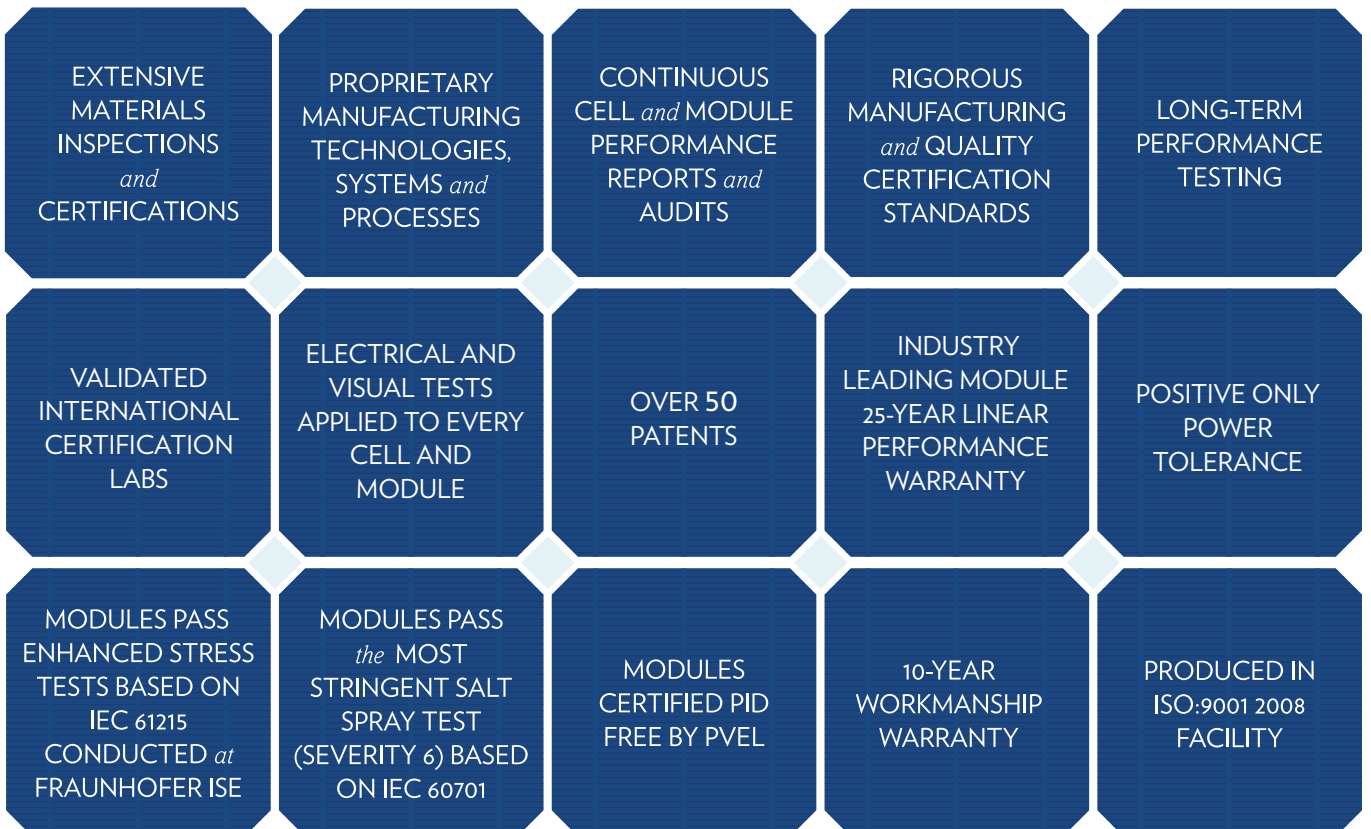 EXTENSIVE
MATERIALS
INSPECTIONS
and
CERTIFICATIONS
PROPRIETARY
MANUFACTURING
TECHNOLOGIES,
SYSTEMS and
PROCESSES
CONTINUOUS
CELL and MODULE
PERFORMANCE
REPORTS and
AUDITS
RIGOROUS
MANUFACTURING
and QUALITY
CERTIFICATION
STANDARDS
LONG-TERM
PERFORMANCE
TESTING
VALIDATED
INTERNATIONAL
CERTIFICATION
LABS
ELECTRICAL AND
VISUAL TESTS
APPLIED TO EVERY
CELL AND
MODULE
OVER 50
PATENTS
INDUSTRY
LEADING MODULE
25-YEAR LINEAR
PERFORMANCE
WARRANTY
POSITIVE ONLY
POWER
TOLERANCE
MODULES PASS
ENHANCED STRESS
TESTS BASED ON
IEC 61215
CONDUCTED at
FRAUNHOFER ISE
MODULES PASS
the MOST
STRINGENT SALT
SPRAY TEST
(SEVERITY 6) BASED
ON IEC 60701
MODULES
CERTIFIED PID
FREE BY PVEL
10-YEAR
WORKMANSHIP
WARRANTY
PRODUCED IN
ISO:9001 2008
FACILITY